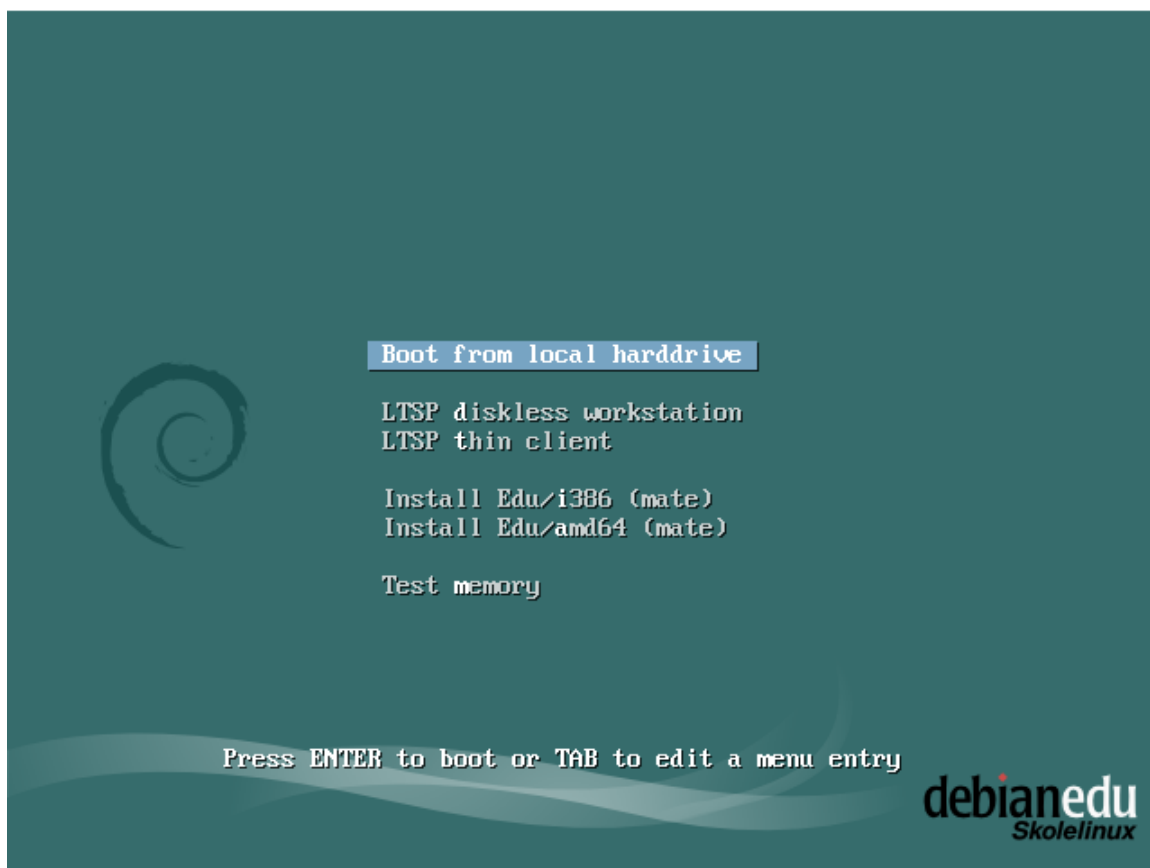 Boot from local harddrive
LTSP diskless workstation
LTSP thin client
Install Edu/i386 (mate)
Install Edu/amd64 (mate)
Test memory
Press ENTER to boot or TAB to edit a menu entry
debianedu
Skolelinux